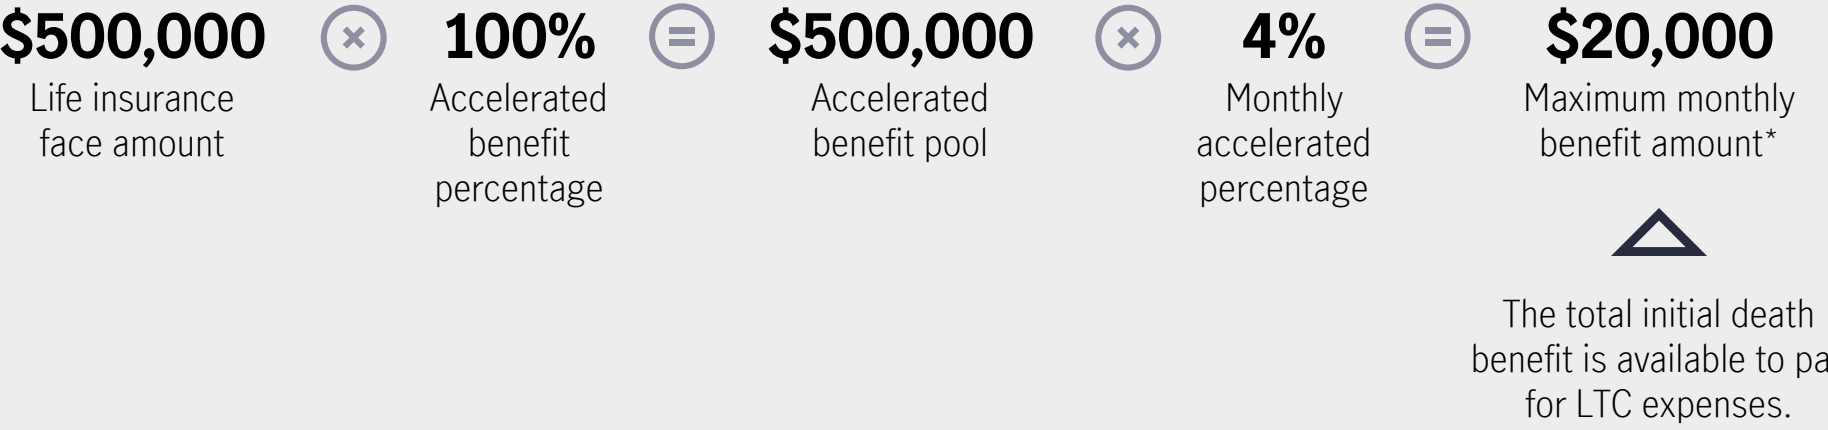 $500,000 × 100% = $500,000 × 4% = $20,000
Life insurance
face amount
Accelerated
benefit
percentage
Accelerated
benefit pool
Monthly
accelerated
percentage
Maximum monthly
benefit amount*
The total initial death
benefit is available to pa
for LTC expenses.